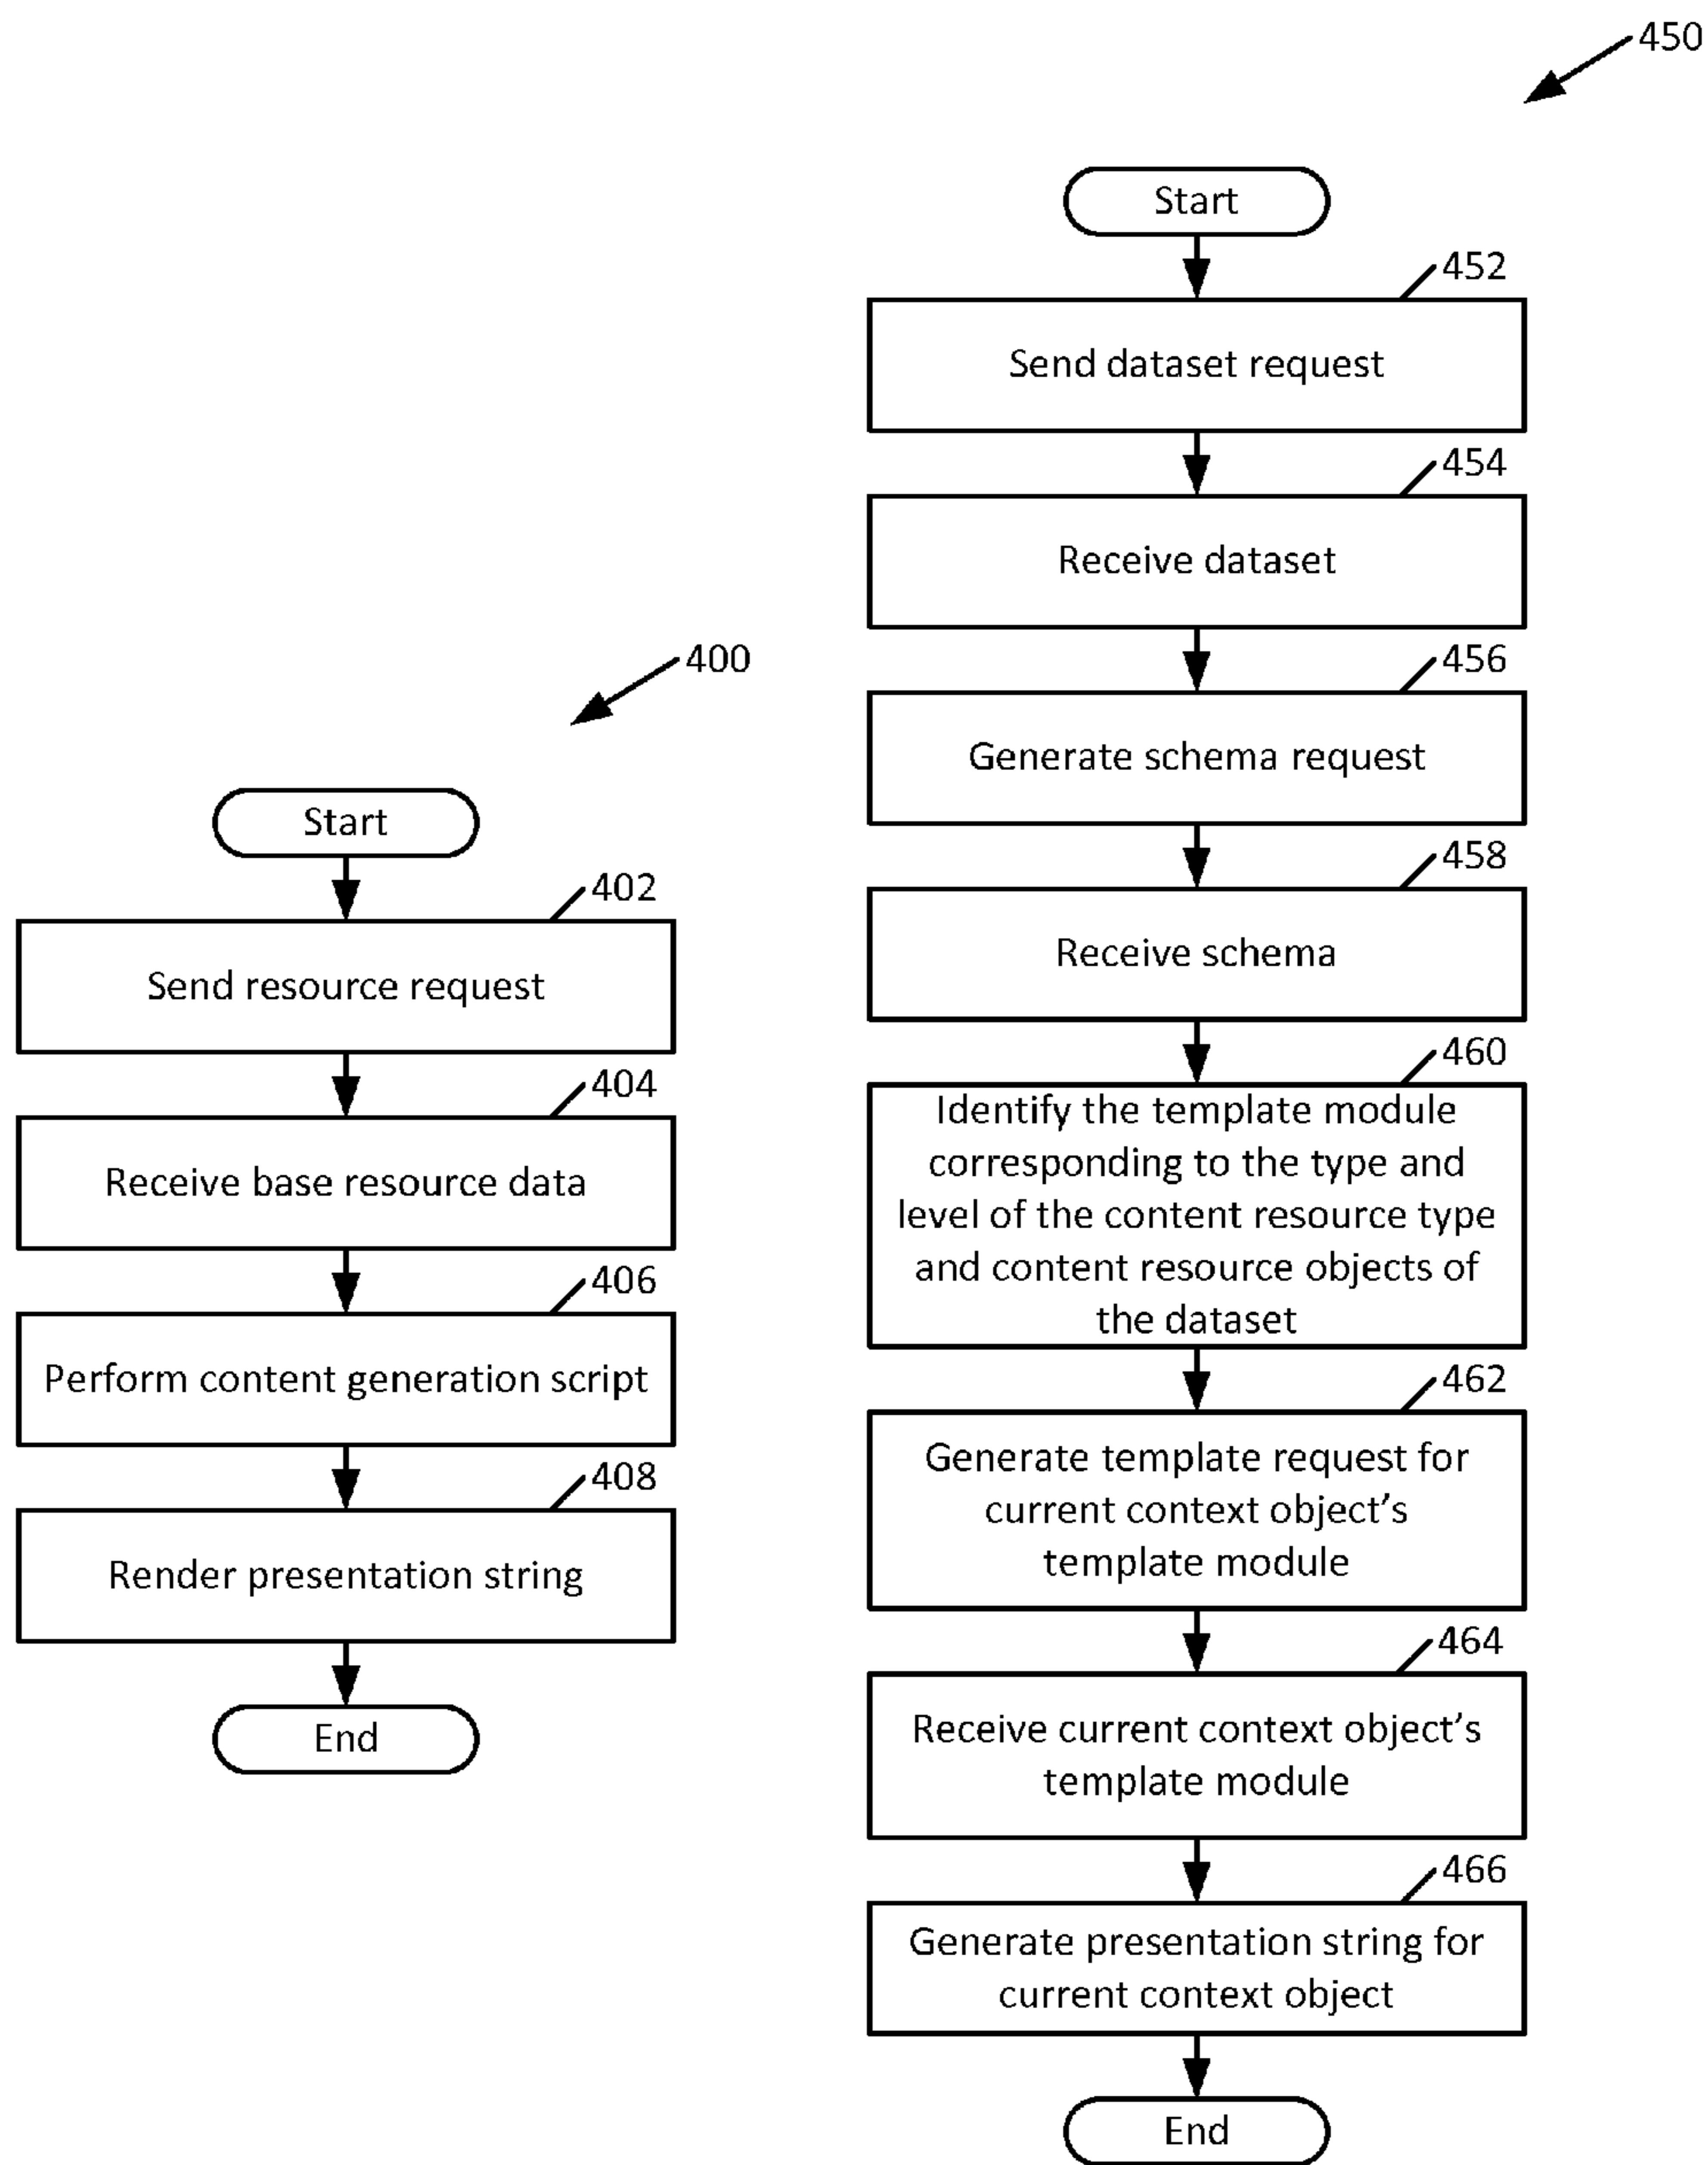 400
Start
402
Send resource request
404
Receive base resource data
406
Perform content generation script
408
Render presentation string
End
450
Start
452
Send dataset request
454
Receive dataset
456
Generate schema request
458
Receive schema
460
Identify the template module
corresponding to the type and
level of the content resource type
and content resource objects of
the dataset
462
Generate template request for
current context object's
template module
464
Receive current context object's
template module
466
Generate presentation string for
current context object
End